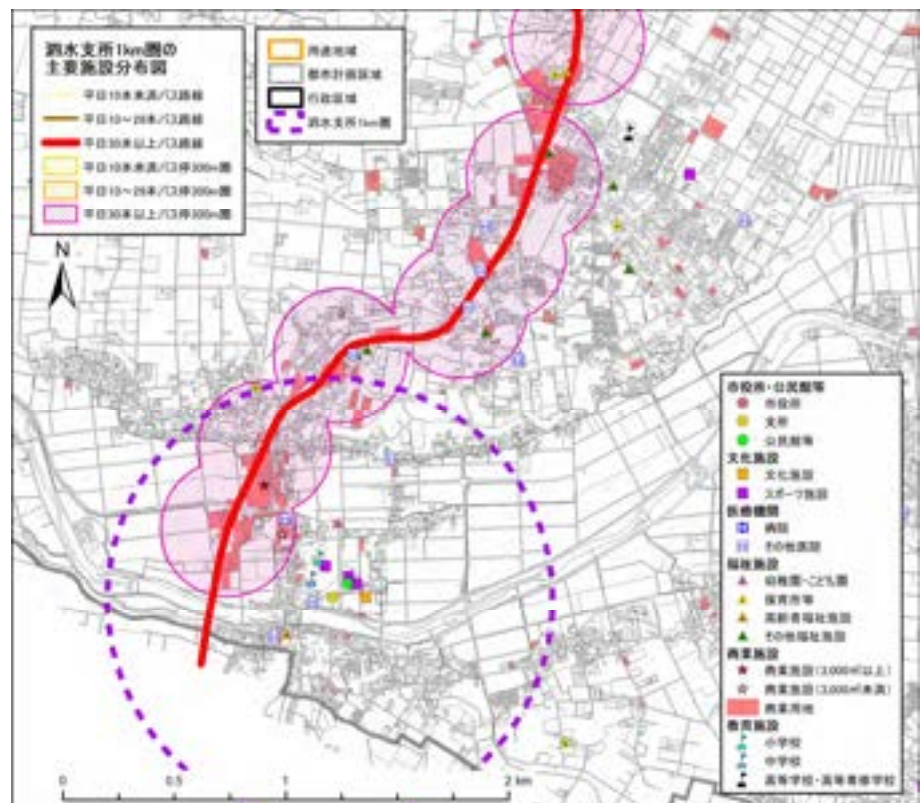 泗水支所1km圏の
主要施設分布図
平日10本未満バス路線
平日10～29本バス路線
平日30本以上バス路線
平日10本未満バス停300m圏
平日10～29本バス停300m圏
平日30本以上バス停300m圏
用途地域
都市計画区域
行政区域
泗水支所1km圏
N
市役所・公民館等
市役所
支所
公民館等
文化施設
文化施設
スポーツ施設
医療機関
病院
その他医院
福祉施設
幼稚園・こども園
保育所等
高齢者福祉施設
その他福祉施設
商業施設
商業施設(3,000㎡以上)
商業施設(3,000㎡未満)
商業用地
教育施設
小学校
中学校
高等学校・高等専修学校
0 0.5 1 2 km